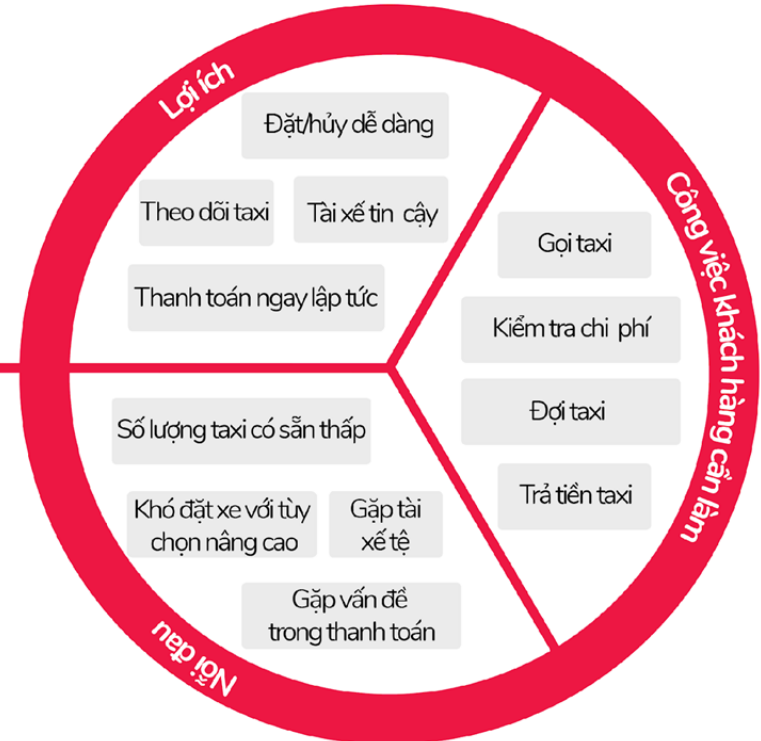 Lợi ích
Đặt/hủy dễ dàng
Theo dõi taxi
Tài xế tin cậy
Thanh toán ngay lập tức
Công việc khách hàng cần làm
Gọi taxi
Kiểm tra chi phí
Đợi taxi
Trả tiền taxi
Nỗi đau
Số lượng taxi có sẵn thấp
Khó đặt xe với tùy
chọn nâng cao
Gặp tài
xế tệ
Gặp vấn đề
trong thanh toán